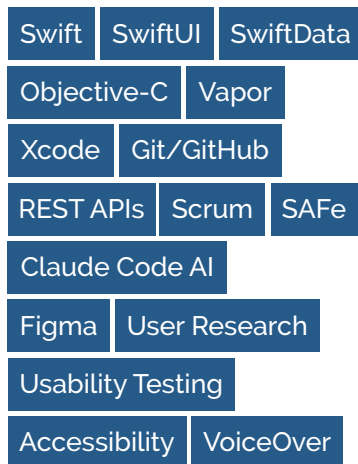 Swift SwiftUI SwiftData
Objective-C Vapor
Xcode Git/GitHub
REST APIs Scrum SAFe
Claude Code AI
Figma User Research
Usability Testing
Accessibility VoiceOver